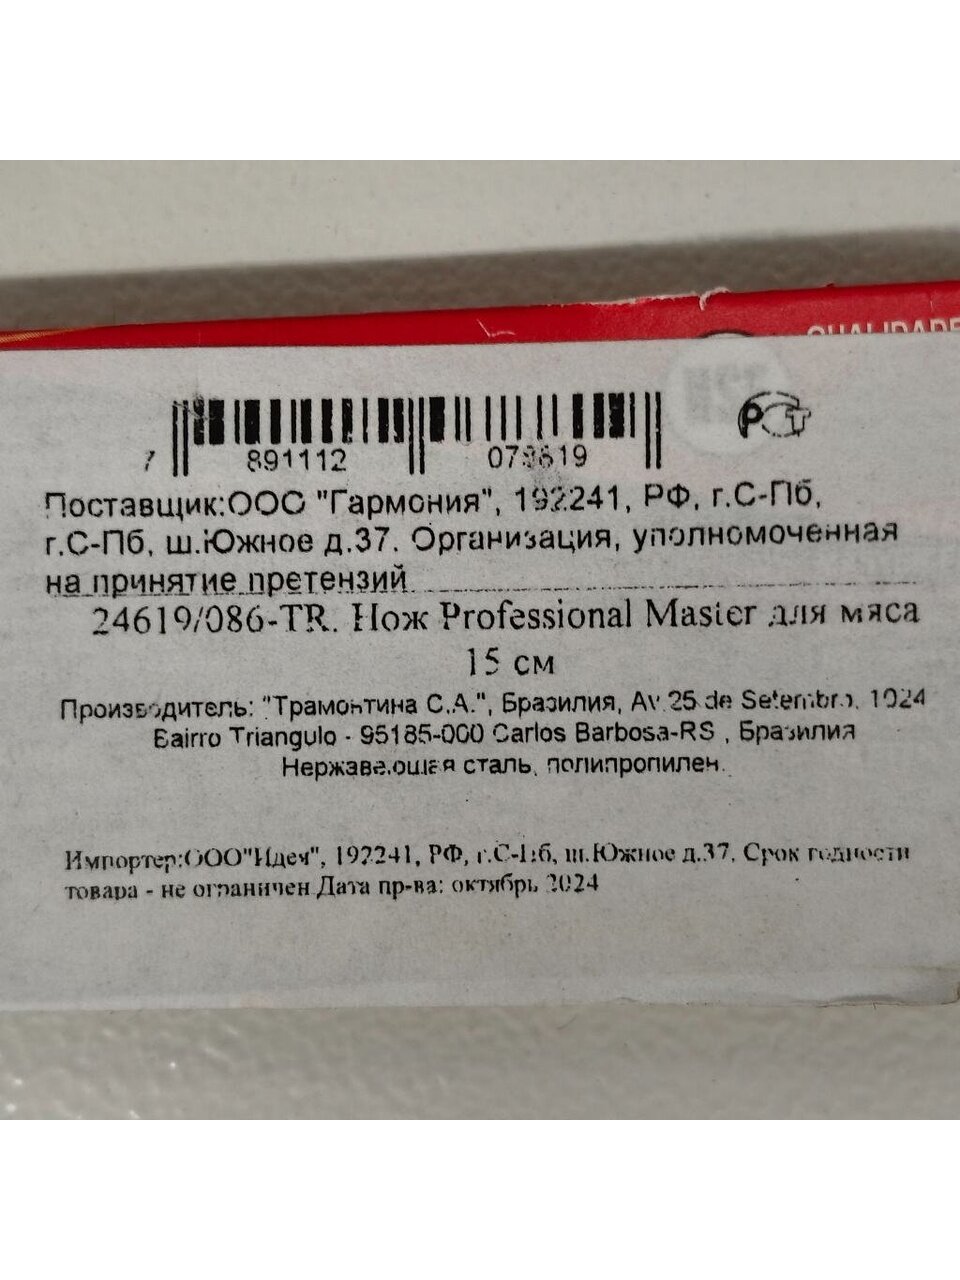 QUALIDADE
7 891112 079619
Поставщик:ООО "Гармония", 192241, РФ, г.С-Пб,
г.С-Пб, ш.Южное д.37. Организация, уполномоченная
на принятие претензий
24619/086-TR. Нож Professional Master для мяса
15 см
Производитель: "Трамонтина С.А.", Бразилия, Av.25 de Setembro, 1024
Bairro Triangulo - 95185-000 Carlos Barbosa-RS , Бразилия
Нержавеющая сталь, полипропилен.
Импортер:ООО"Идея", 192241, РФ, г.С-Пб, ш.Южное д.37. Срок годности
товара - не ограничен Дата пр-ва: октябрь 2024